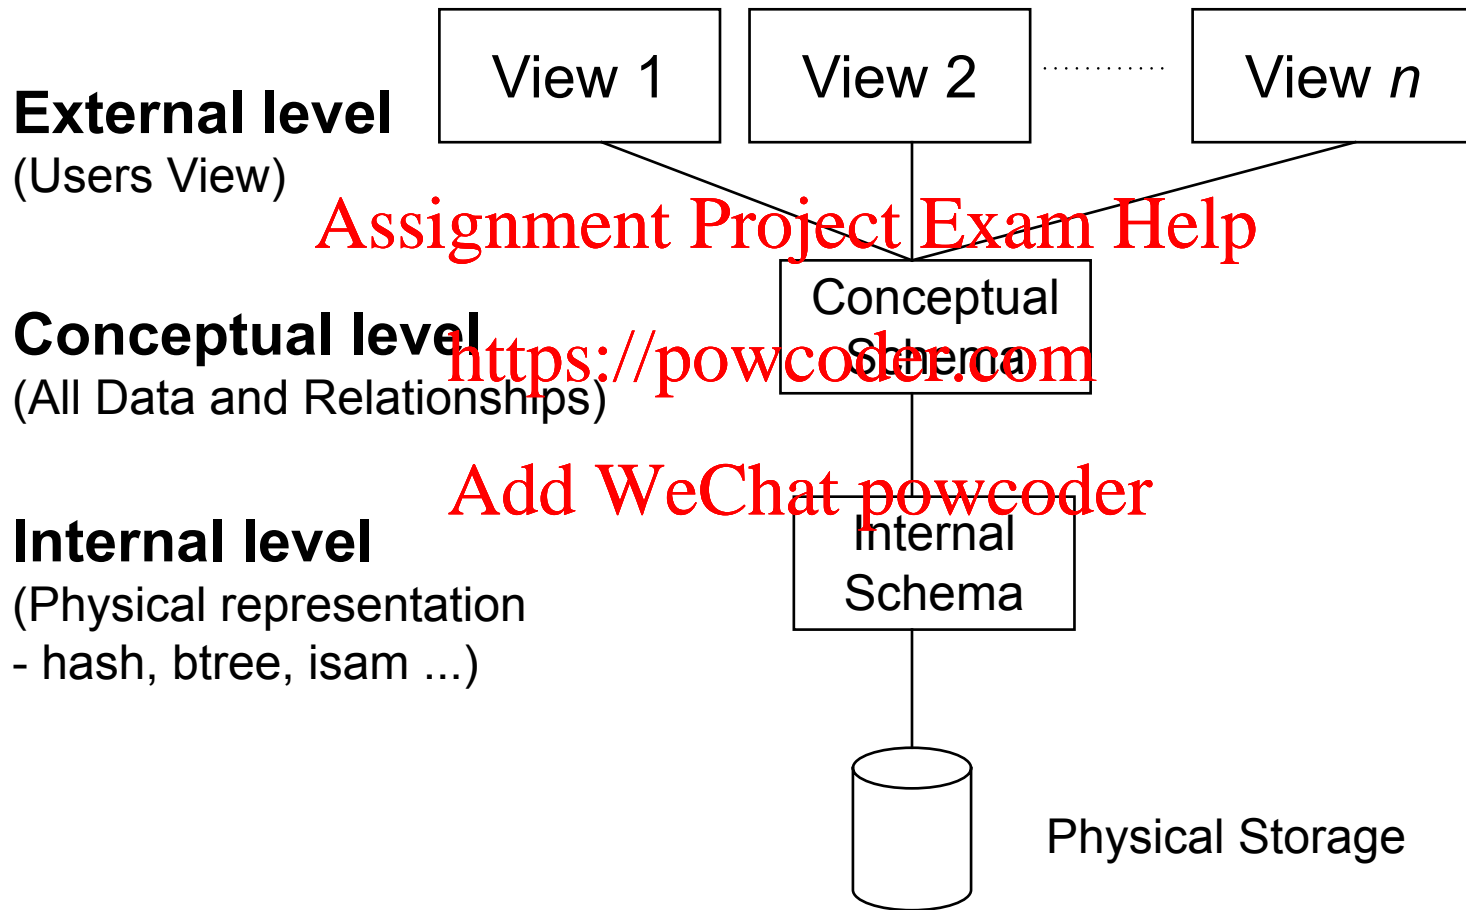 View 1
View 2
............
View n
External level
(Users View)
Assignment Project Exam Help
Conceptual
Schema
Conceptual level
https://powcoder.com
(All Data and Relationships)
Add WeChat powcoder
Internal
Schema
Internal level
(Physical representation
- hash, btree, isam ...)
Physical Storage